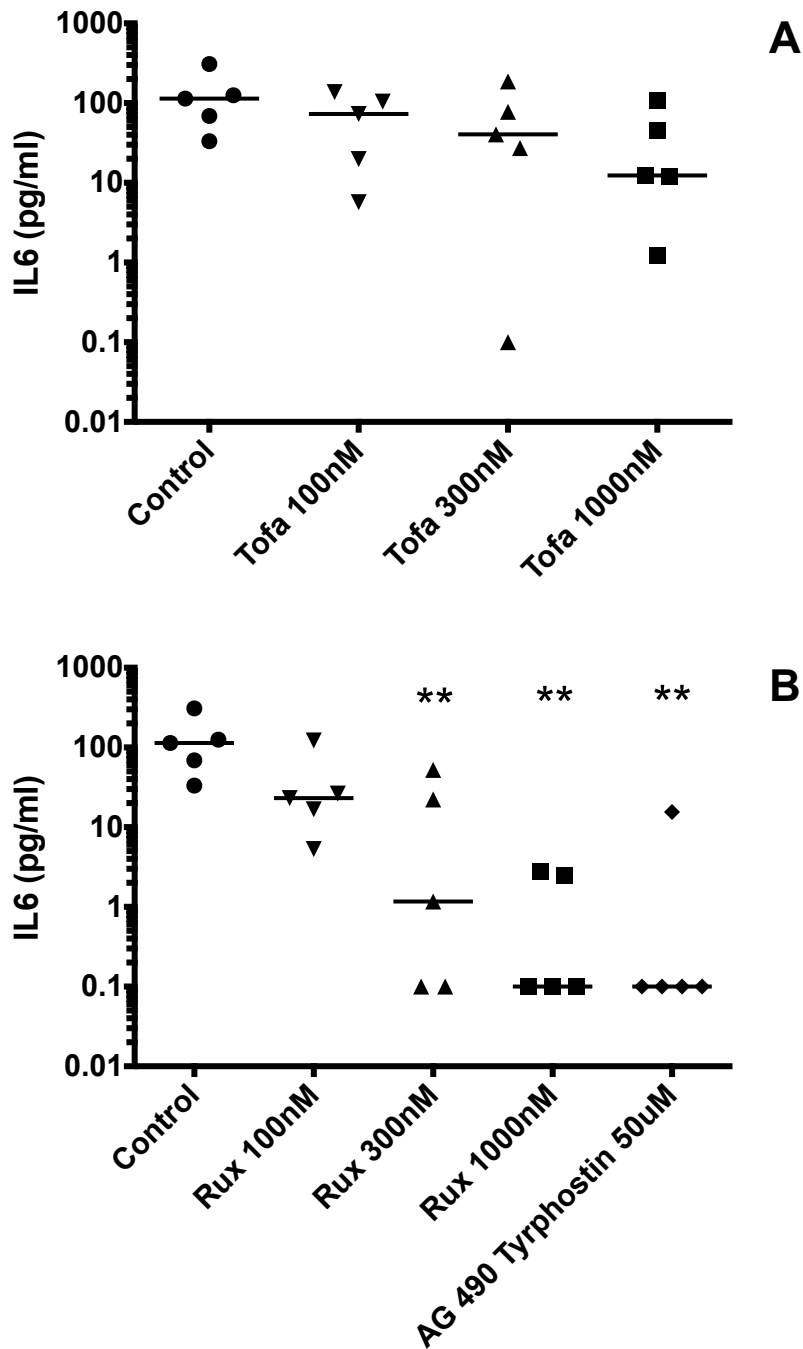 A
IL6 (pg/ml)
1000
100
10
1
0.1
0.01
Control
Tofa 100nM
Tofa 300nM
Tofa 1000nM
B
IL6 (pg/ml)
1000
100
10
1
0.1
0.01
** ** **
Control
Rux 100nM
Rux 300nM
Rux 1000nM
AG 490 Tyrphostin 50uM